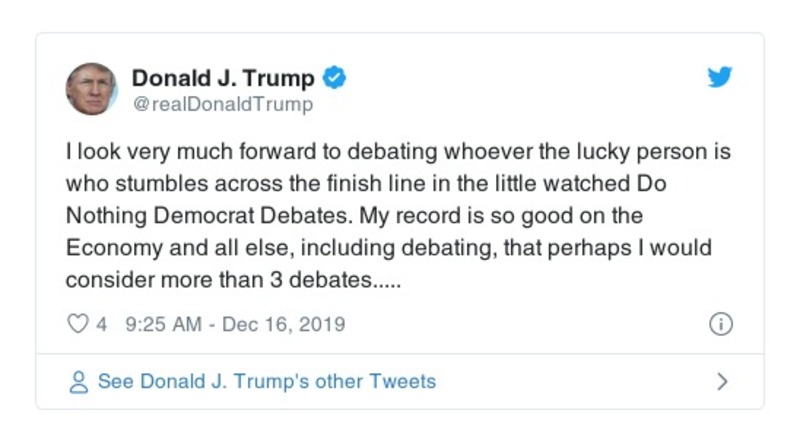 Donald J. Trump
@realDonaldTrump
I look very much forward to debating whoever the lucky person is
who stumbles across the finish line in the little watched Do
Nothing Democrat Debates. My record is so good on the
Economy and all else, including debating, that perhaps I would
consider more than 3 debates.....
4 9:25 AM - Dec 16, 2019
See Donald J. Trump's other Tweets